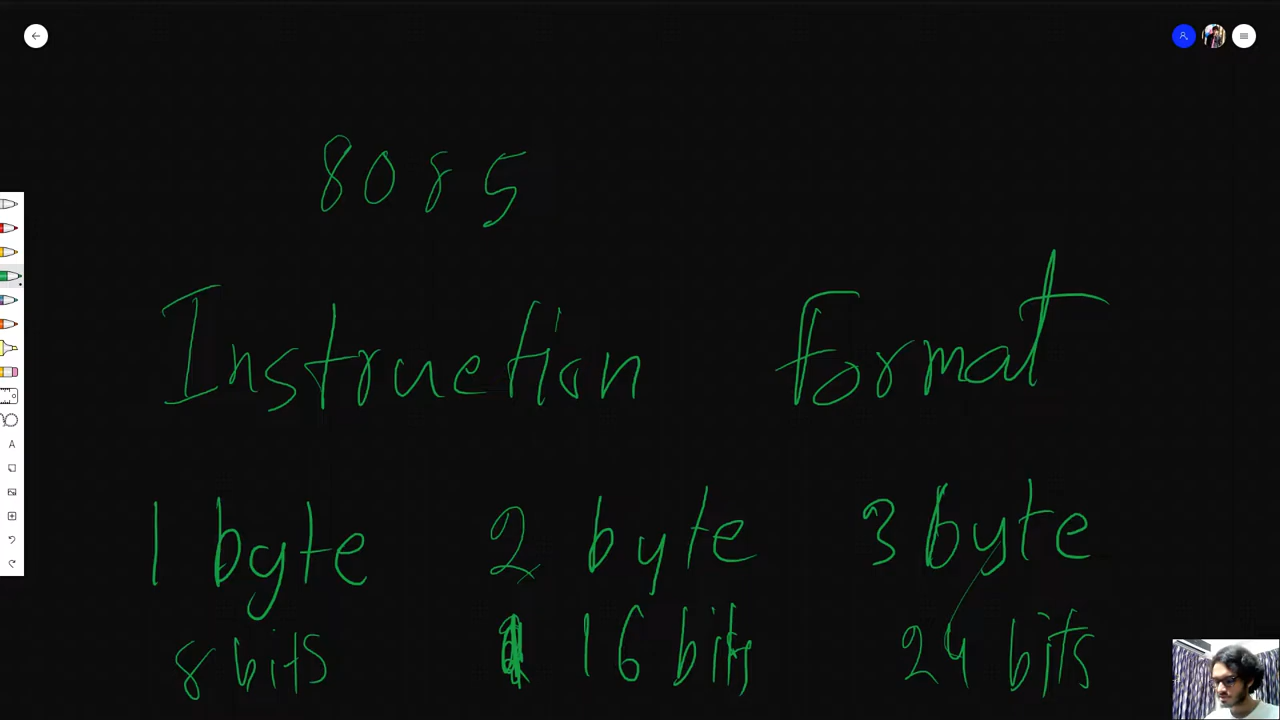 8085
Instruction Format
1 byte 2 byte 3 byte
8 bits 16 bits 24 bits